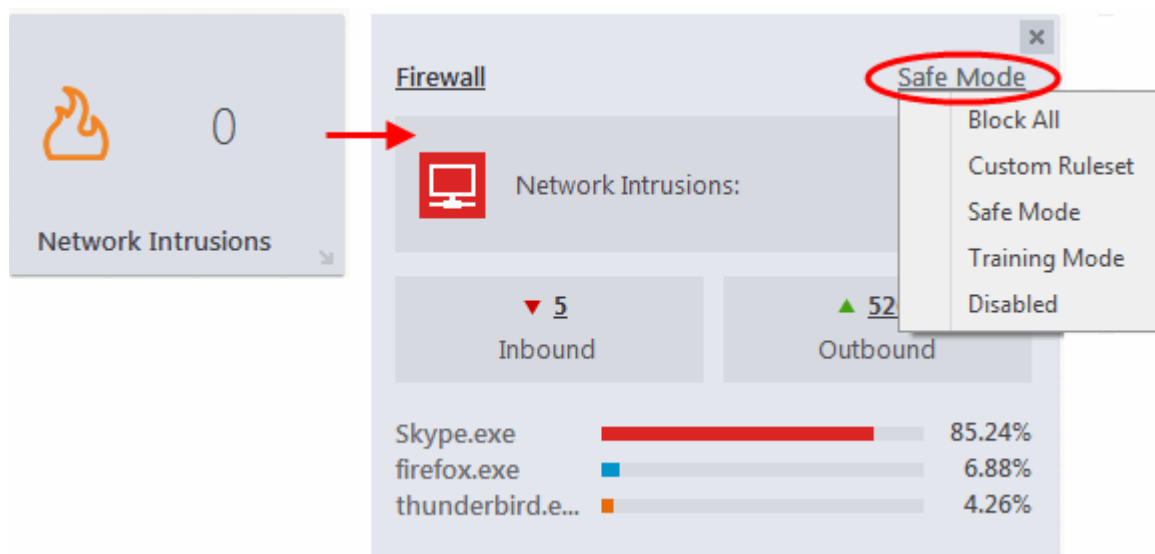 0
Network Intrusions
Firewall
Safe Mode
Block All
Custom Ruleset
Safe Mode
Training Mode
Disabled
Network Intrusions:
5
Inbound
Outbound
Skype.exe 85.24%
firefox.exe 6.88%
thunderbird.e... 4.26%